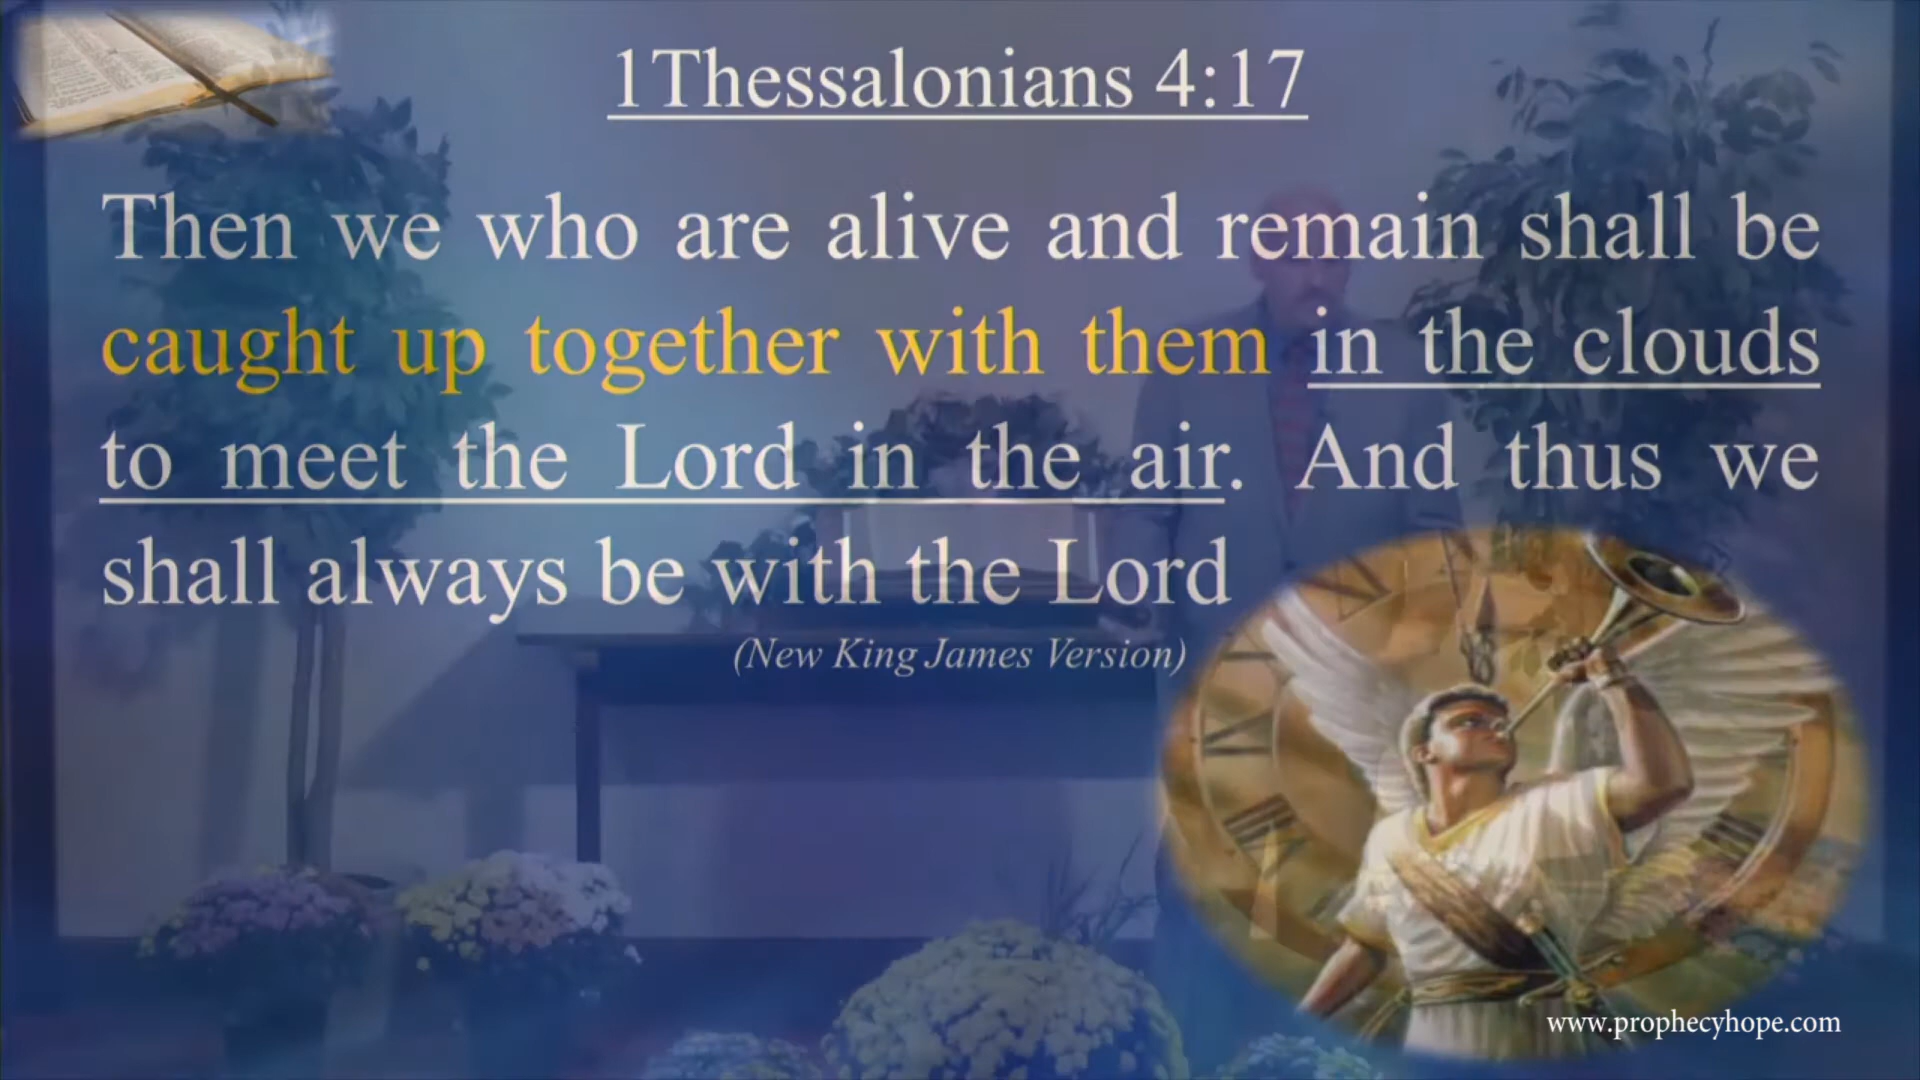 1Thessalonians 4:17
Then we who are alive and remain shall be
caught up together with them in the clouds
to meet the Lord in the air. And thus we
shall always be with the Lord
(New King James Version)
www.prophecyhope.com